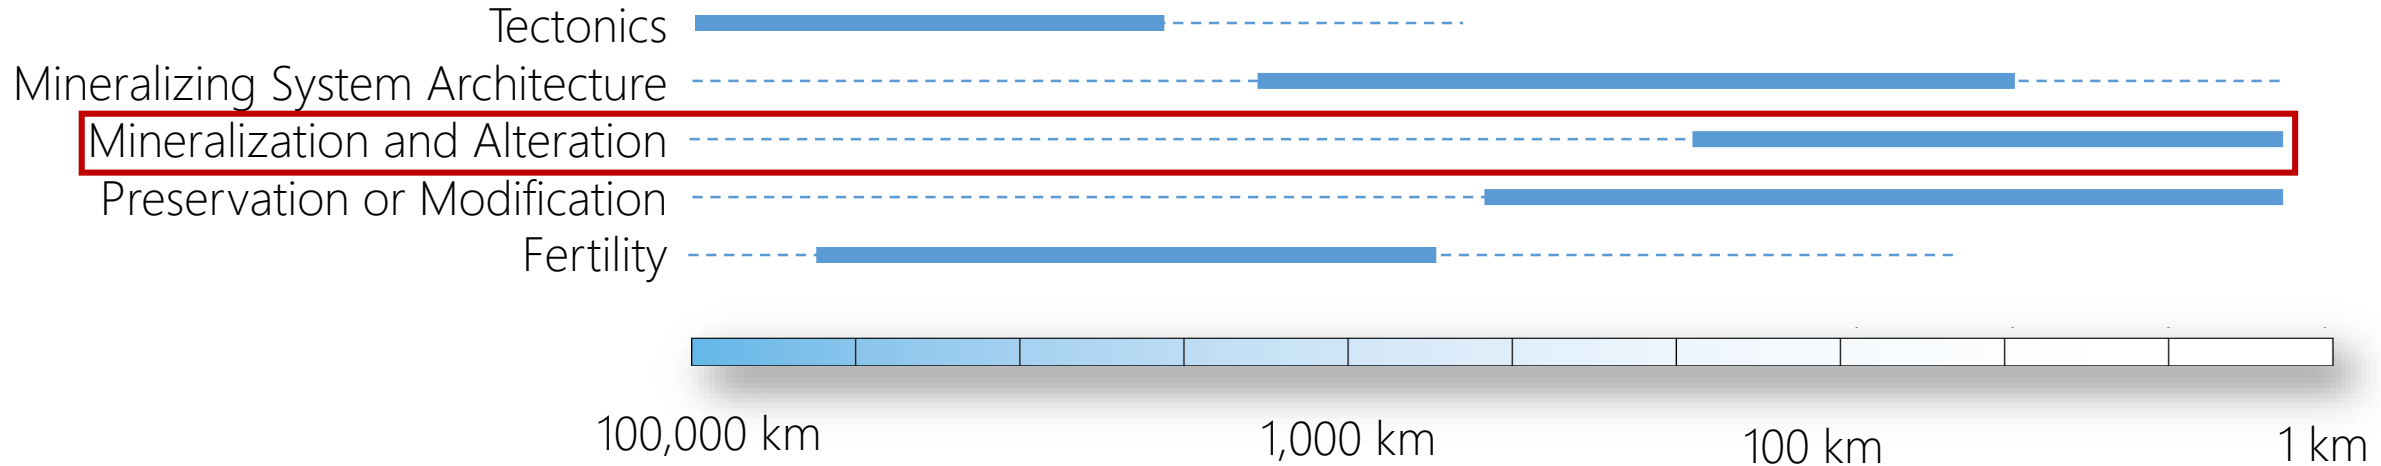 Tectonics
Mineralizing System Architecture
Mineralization and Alteration
Preservation or Modification
Fertility
100,000 km
1,000 km
100 km
1 km